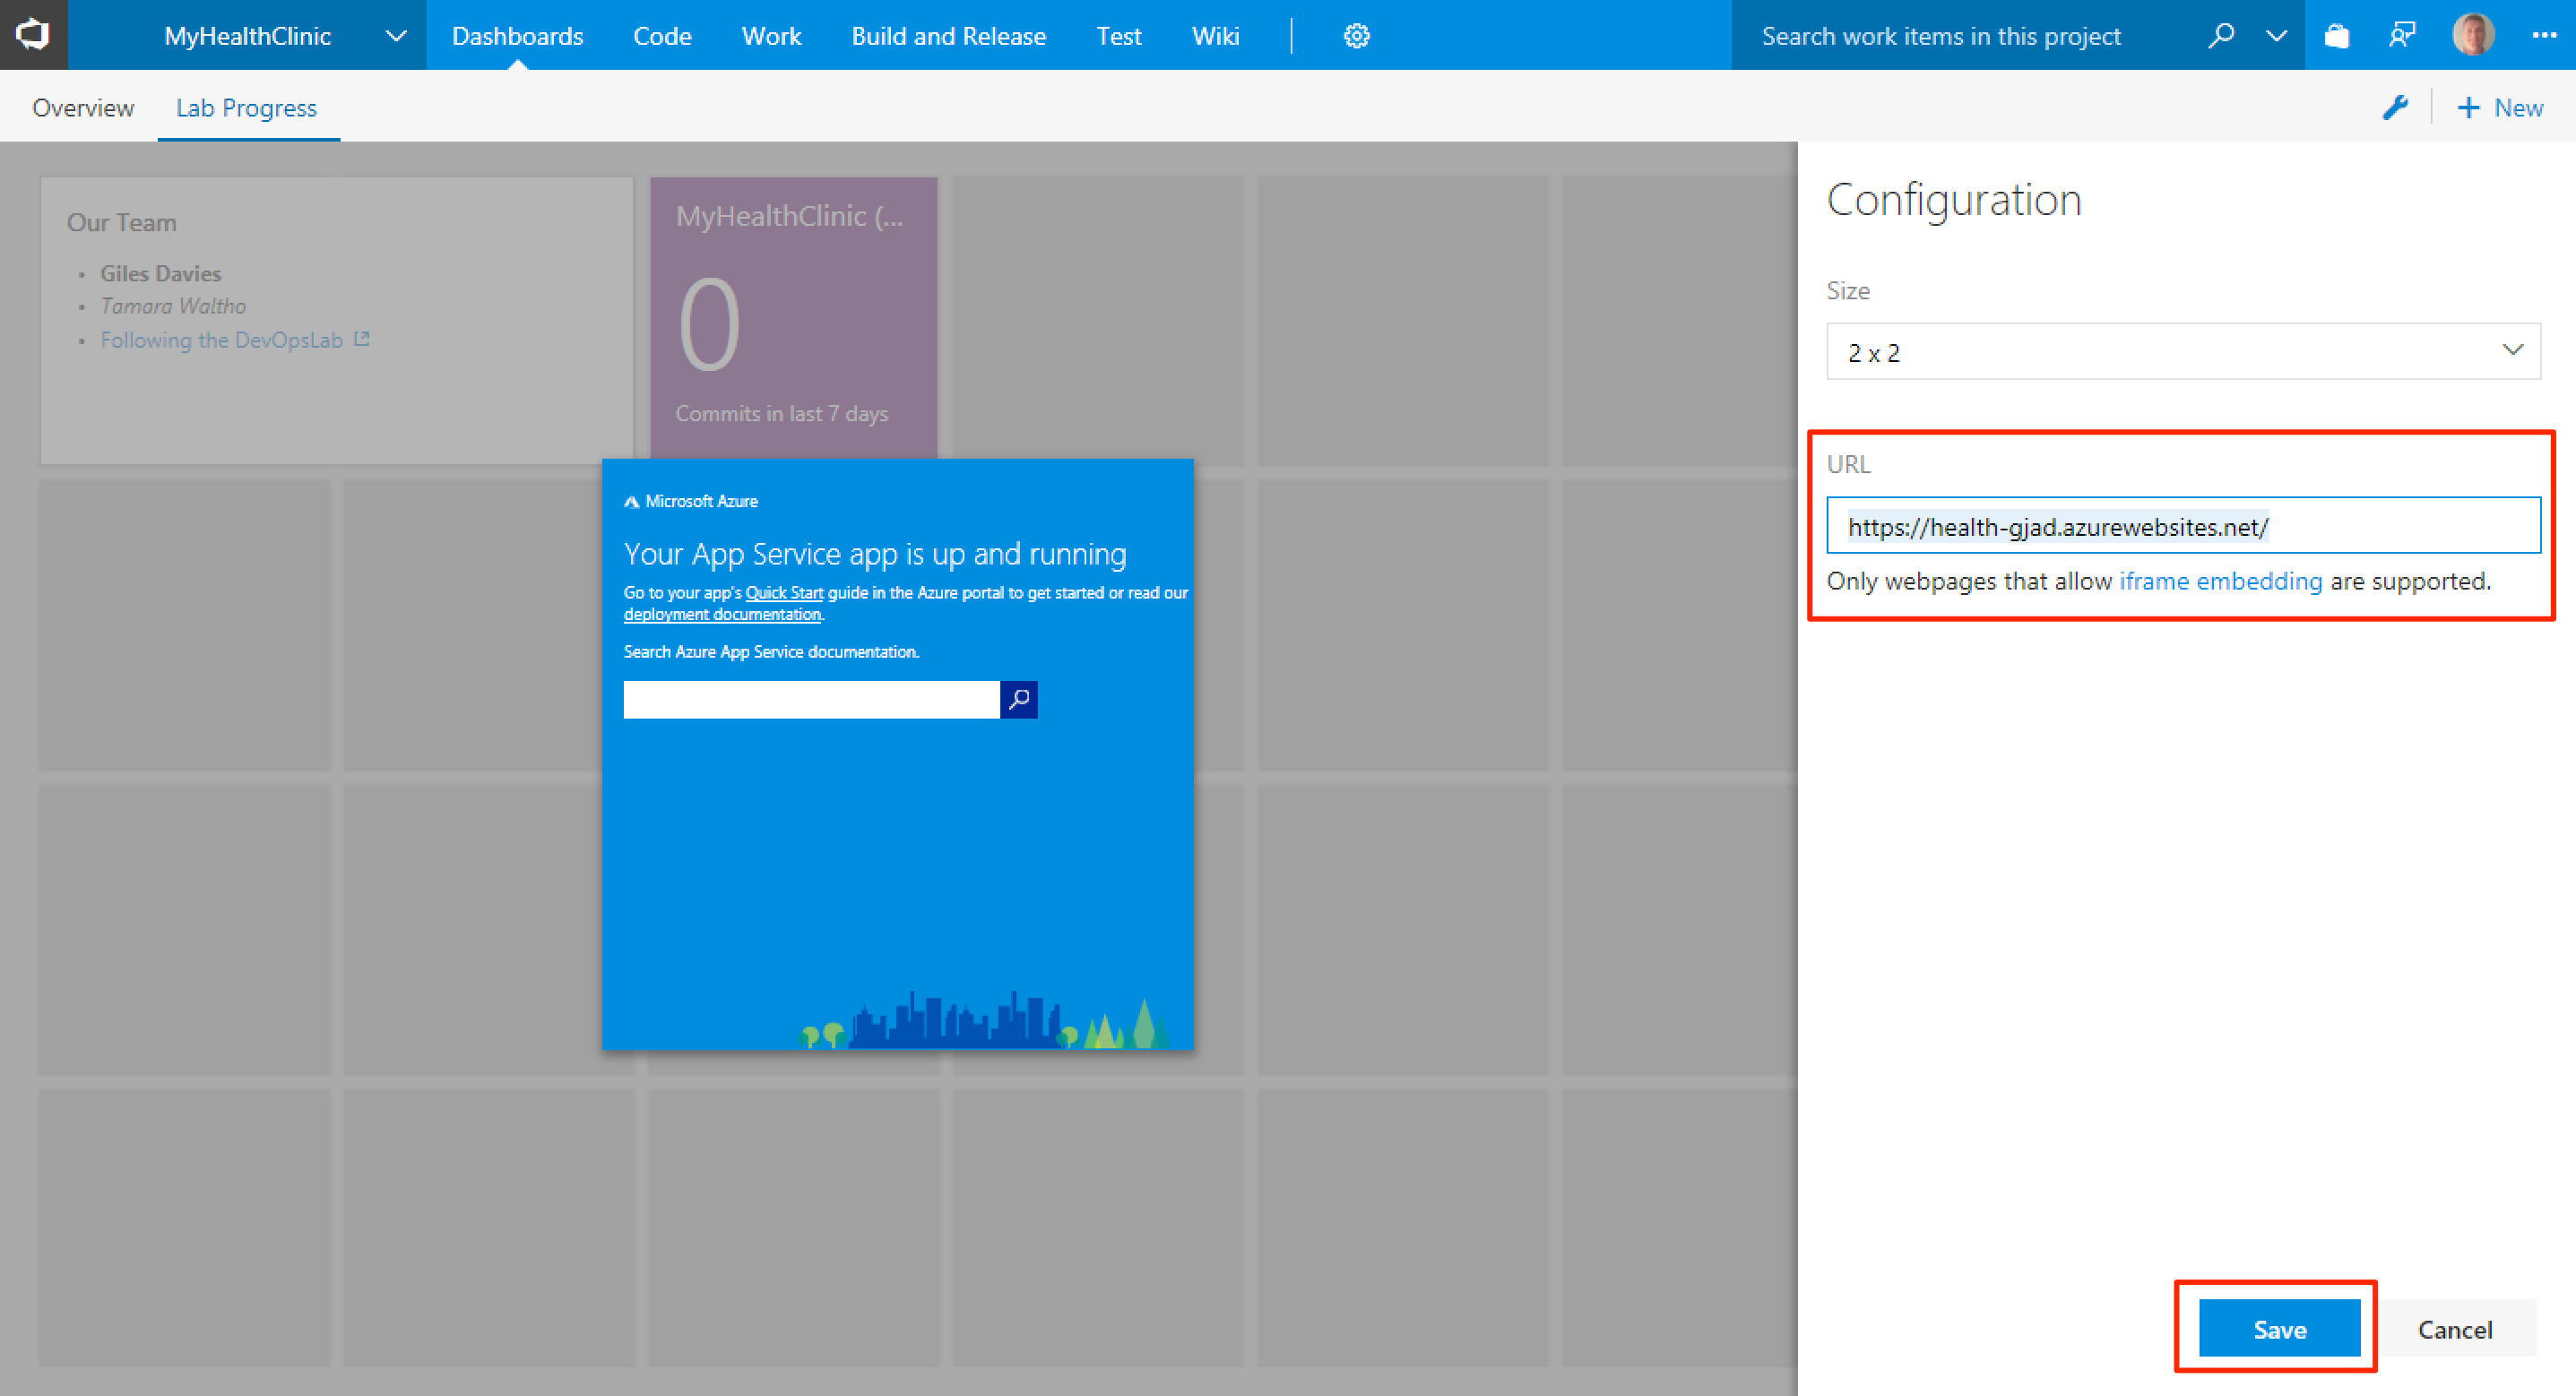 MyHealthClinic
Dashboards
Code
Work
Build and Release
Test
Wiki
Search work items in this project
Overview
Lab Progress
New
Our Team
Giles Davies
Tamara Waltho
Following the DevOpsLab
MyHealthClinic (...
0
Commits in last 7 days
Microsoft Azure
Your App Service app is up and running
Go to your app's Quick Start guide in the Azure portal to get started or read our
deployment documentation.
Search Azure App Service documentation.
Configuration
Size
2 x 2
URL
https://health-gjad.azurewebsites.net/
Only webpages that allow iframe embedding are supported.
Save
Cancel